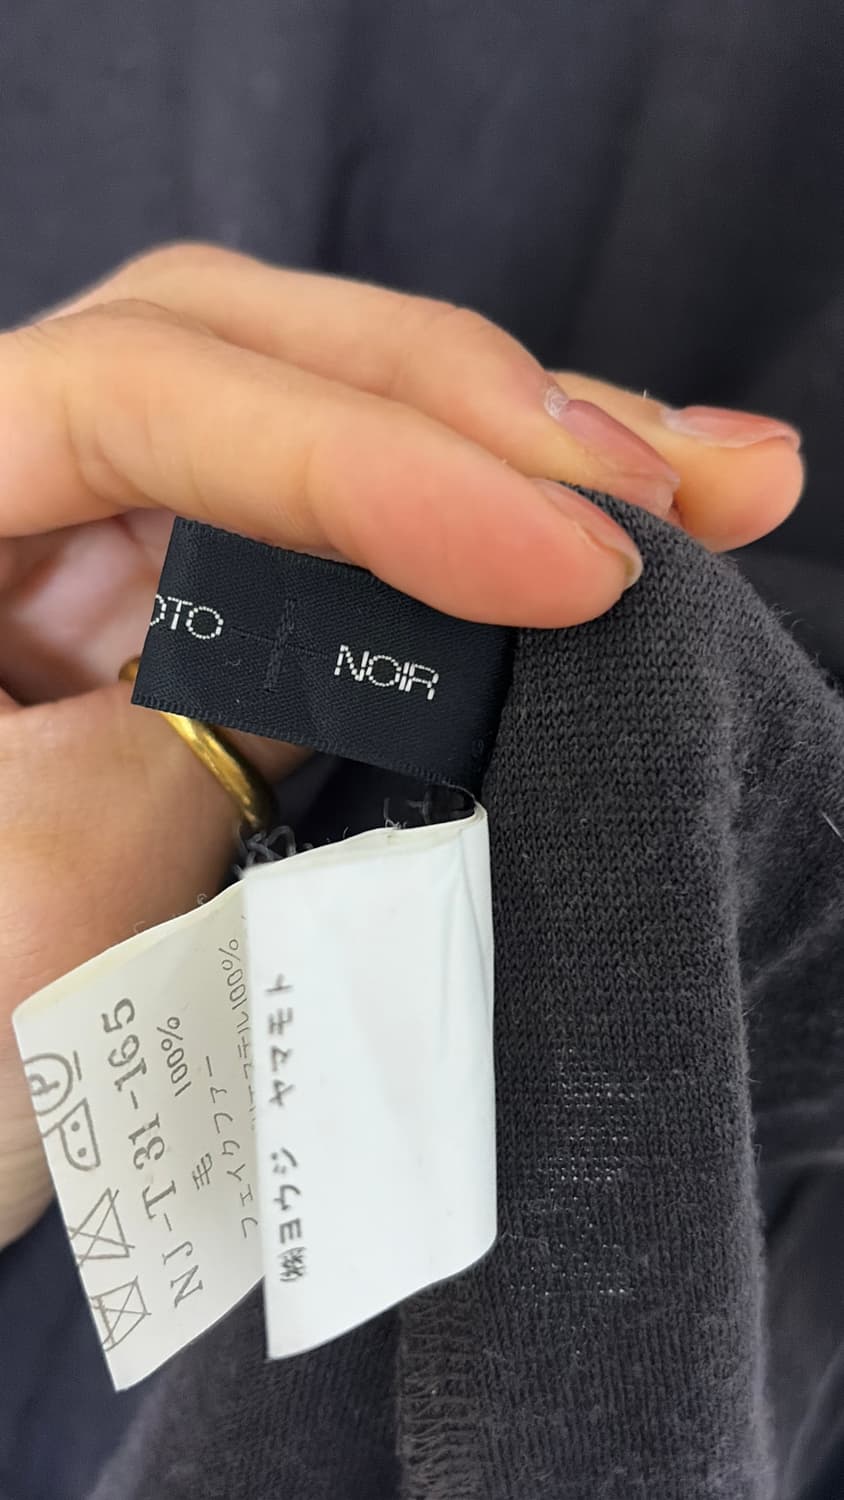 OTO
NOIR
NJ-T31-165
毛 100%
フェイクファー
㈱ヨウジ ヤマモト